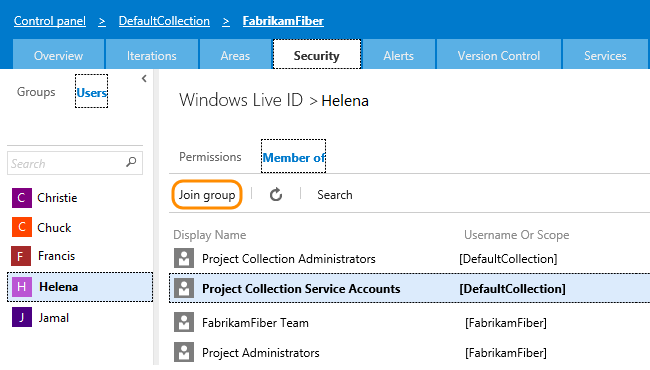 Control panel > DefaultCollection > FabrikamFiber
Overview Iterations Areas Security Alerts Version Control Services
Groups Users
Search
C Christie
C Chuck
F Francis
H Helena
J Jamal
Windows Live ID > Helena
Permissions Member of
Join group Search
Display Name Username Or Scope
Project Collection Administrators [DefaultCollection]
Project Collection Service Accounts [DefaultCollection]
FabrikamFiber Team [FabrikamFiber]
Project Administrators [FabrikamFiber]